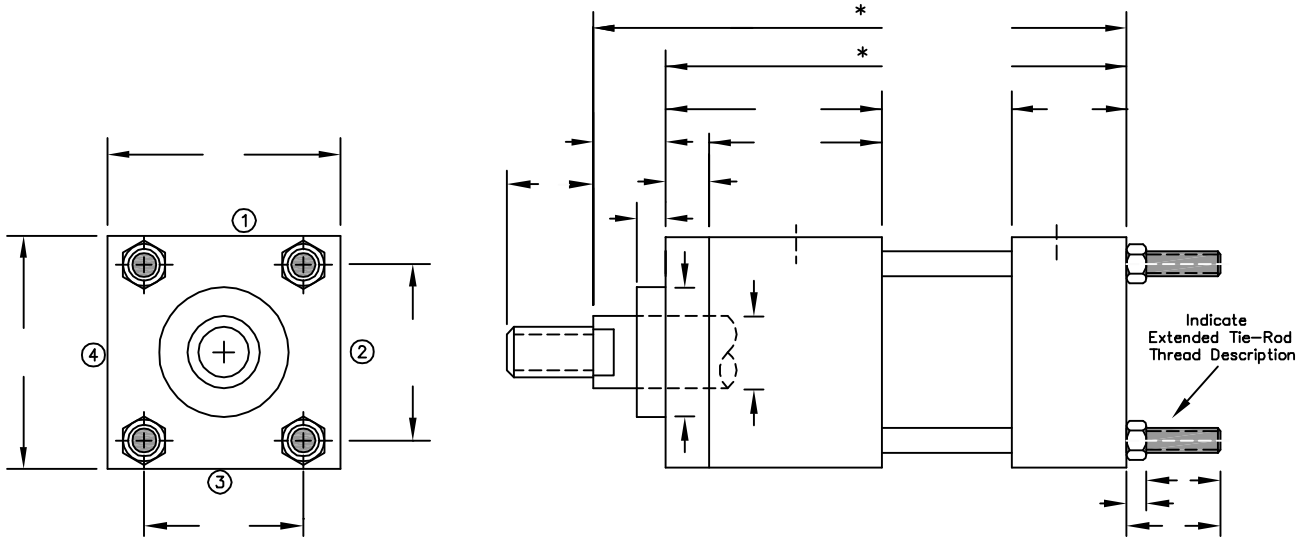 *
*
①
④
②
③
Indicate
Extended Tie-Rod
Thread Description